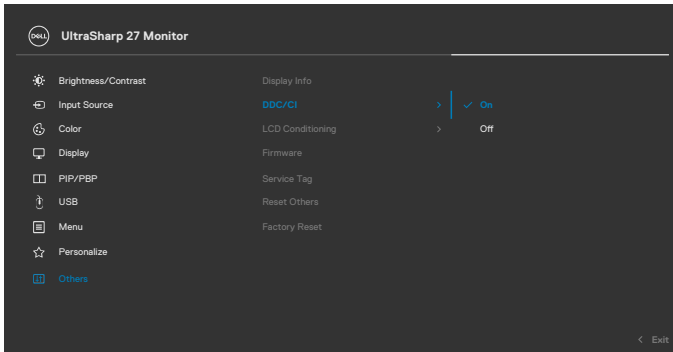 DELL UltraSharp 27 Monitor
Brightness/Contrast Display Info
Input Source DDC/CI > ✓ On
Color LCD Conditioning > Off
Display Firmware
PIP/PBP Service Tag
USB Reset Others
Menu Factory Reset
Personalize
Others
< Exit